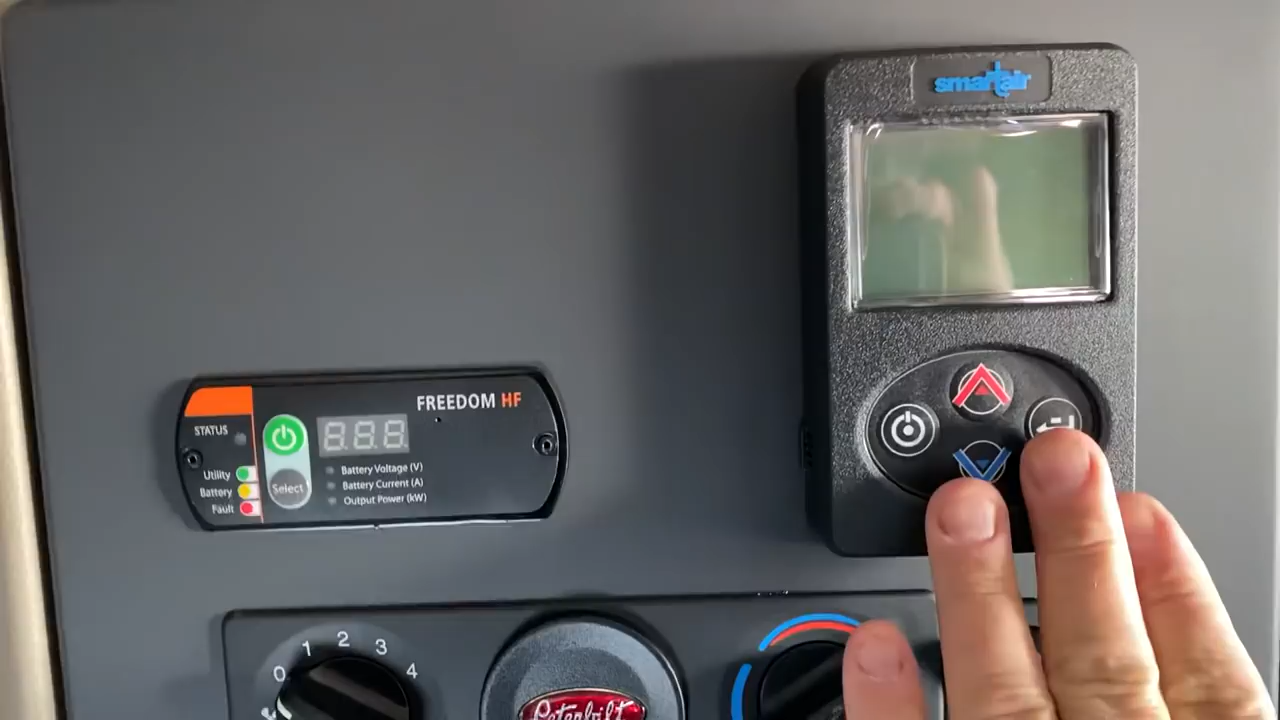 smartair
FREEDOM HF
STATUS
Utility
Battery
Fault
Select
Battery Voltage (V)
Battery Current (A)
Output Power (kW)
0 1 2 3 4
Peterbilt